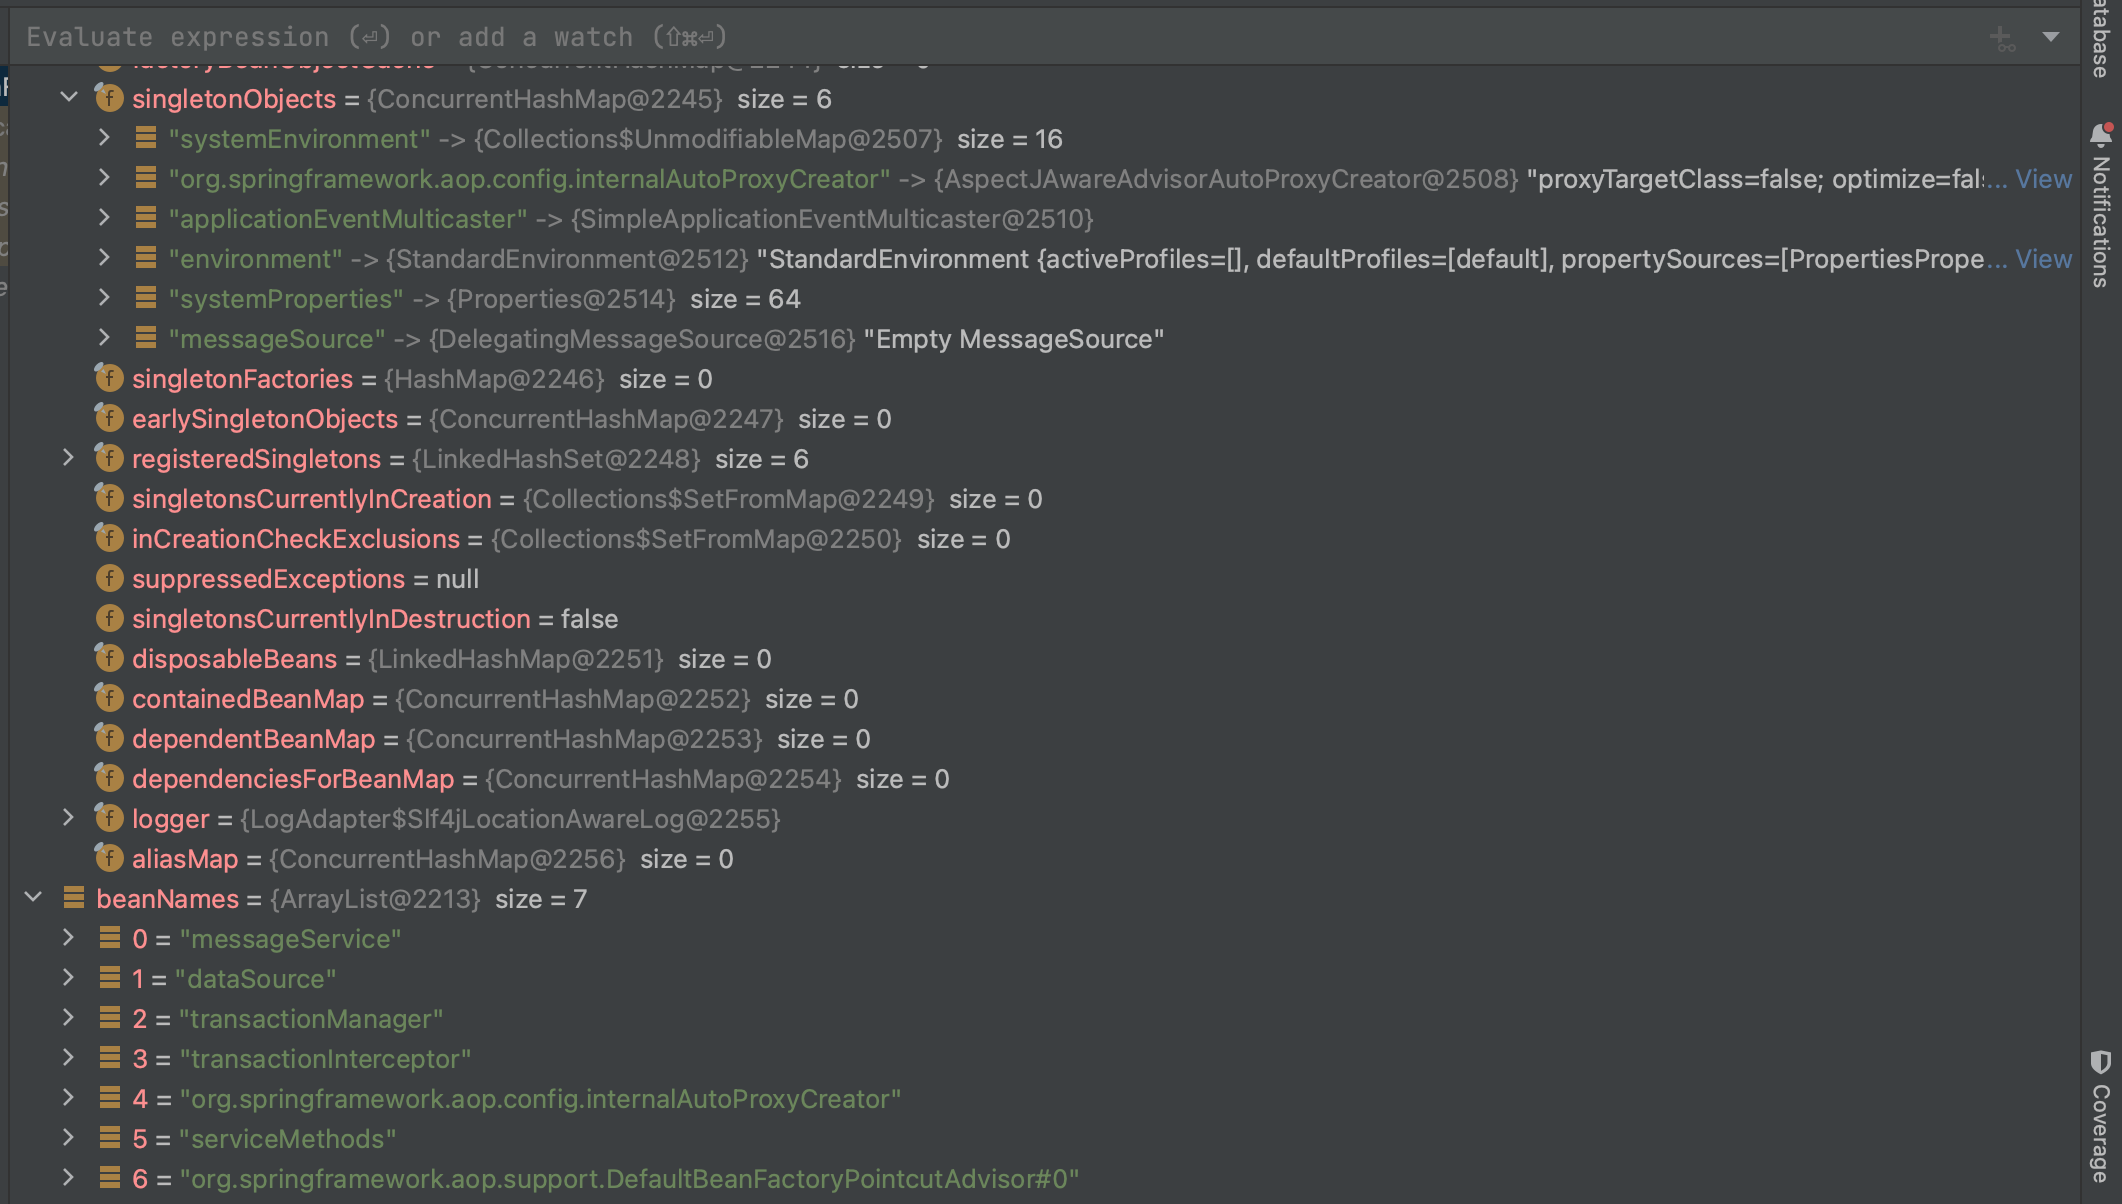 Evaluate expression (⏎) or add a watch (⇧⌘⏎)
singletonObjects = {ConcurrentHashMap@2245} size = 6
"systemEnvironment" -> {Collections$UnmodifiableMap@2507} size = 16
"org.springframework.aop.config.internalAutoProxyCreator" -> {AspectJAwareAdvisorAutoProxyCreator@2508} "proxyTargetClass=false; optimize=fal... View
"applicationEventMulticaster" -> {SimpleApplicationEventMulticaster@2510}
"environment" -> {StandardEnvironment@2512} "StandardEnvironment {activeProfiles=[], defaultProfiles=[default], propertySources=[PropertiesPrope... View
"systemProperties" -> {Properties@2514} size = 64
"messageSource" -> {DelegatingMessageSource@2516} "Empty MessageSource"
singletonFactories = {HashMap@2246} size = 0
earlySingletonObjects = {ConcurrentHashMap@2247} size = 0
registeredSingletons = {LinkedHashSet@2248} size = 6
singletonsCurrentlyInCreation = {Collections$SetFromMap@2249} size = 0
inCreationCheckExclusions = {Collections$SetFromMap@2250} size = 0
suppressedExceptions = null
singletonsCurrentlyInDestruction = false
disposableBeans = {LinkedHashMap@2251} size = 0
containedBeanMap = {ConcurrentHashMap@2252} size = 0
dependentBeanMap = {ConcurrentHashMap@2253} size = 0
dependenciesForBeanMap = {ConcurrentHashMap@2254} size = 0
logger = {LogAdapter$Slf4jLocationAwareLog@2255}
aliasMap = {ConcurrentHashMap@2256} size = 0
beanNames = {ArrayList@2213} size = 7
0 = "messageService"
1 = "dataSource"
2 = "transactionManager"
3 = "transactionInterceptor"
4 = "org.springframework.aop.config.internalAutoProxyCreator"
5 = "serviceMethods"
6 = "org.springframework.aop.support.DefaultBeanFactoryPointcutAdvisor#0"
atabase
Notifications
Coverage